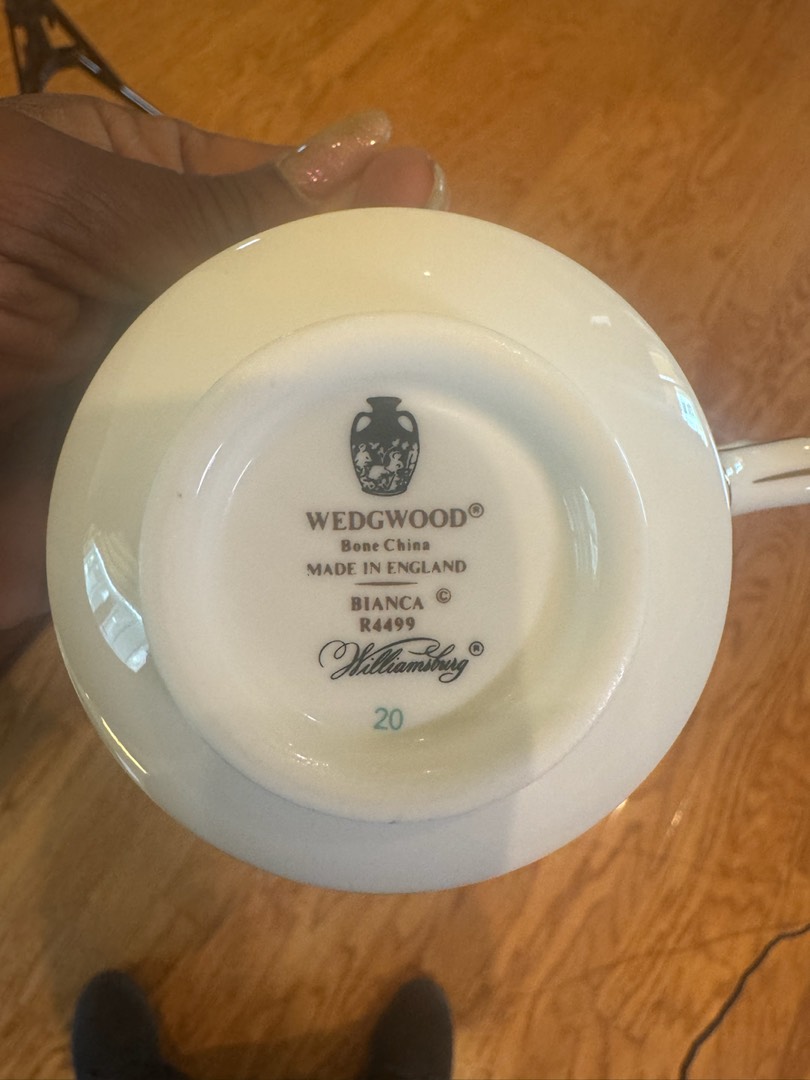 WEDGWOOD®
Bone China
MADE IN ENGLAND
BIANCA ©
R4499
Williamsburg®
20